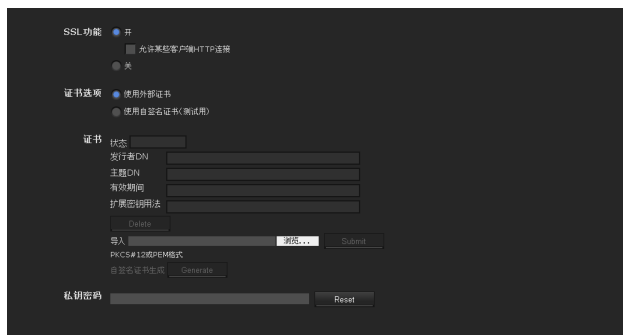 SSL功能 开
允许某些客户端HTTP连接
关
证书选项 使用外部证书
使用自签名证书(测试用)
证书 状态
发行者DN
主题DN
有效期间
扩展密钥用法
Delete
导入 浏览... Submit
PKCS#12或PEM格式
自签名证书生成 Generate
私钥密码 Reset